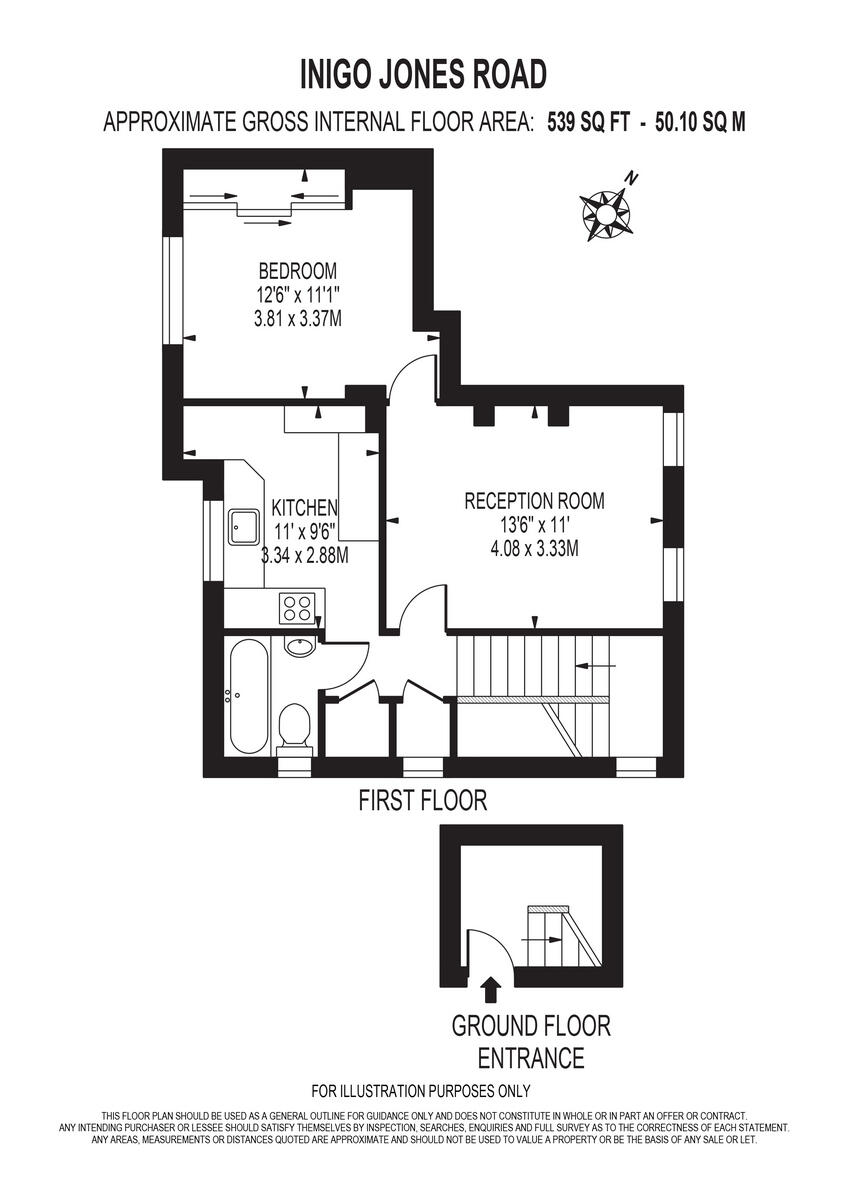 INIGO JONES ROAD
APPROXIMATE GROSS INTERNAL FLOOR AREA: 539 SQ FT - 50.10 SQ M
N
BEDROOM
12'6" x 11'1"
3.81 x 3.37M
KITCHEN
11' x 9'6"
3.34 x 2.88M
RECEPTION ROOM
13'6" x 11'
4.08 x 3.33M
FIRST FLOOR
GROUND FLOOR
ENTRANCE
FOR ILLUSTRATION PURPOSES ONLY
THIS FLOOR PLAN SHOULD BE USED AS A GENERAL OUTLINE FOR GUIDANCE ONLY AND DOES NOT CONSTITUTE IN WHOLE OR IN PART AN OFFER OR CONTRACT.
ANY INTENDING PURCHASER OR LESSEE SHOULD SATISFY THEMSELVES BY INSPECTION, SEARCHES, ENQUIRIES AND FULL SURVEY AS TO THE CORRECTNESS OF EACH STATEMENT.
ANY AREAS, MEASUREMENTS OR DISTANCES QUOTED ARE APPROXIMATE AND SHOULD NOT BE USED TO VALUE A PROPERTY OR BE THE BASIS OF ANY SALE OR LET.